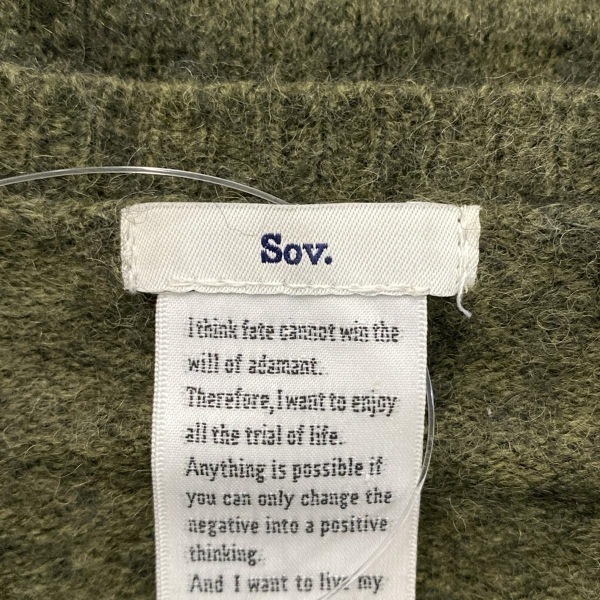 Sov.
I think fate cannot win the
will of adamant.
Therefore, I want to enjoy
all the trial of life.
Anything is possible if
you can only change the
negative into a positive
thinking.
And I want to live my